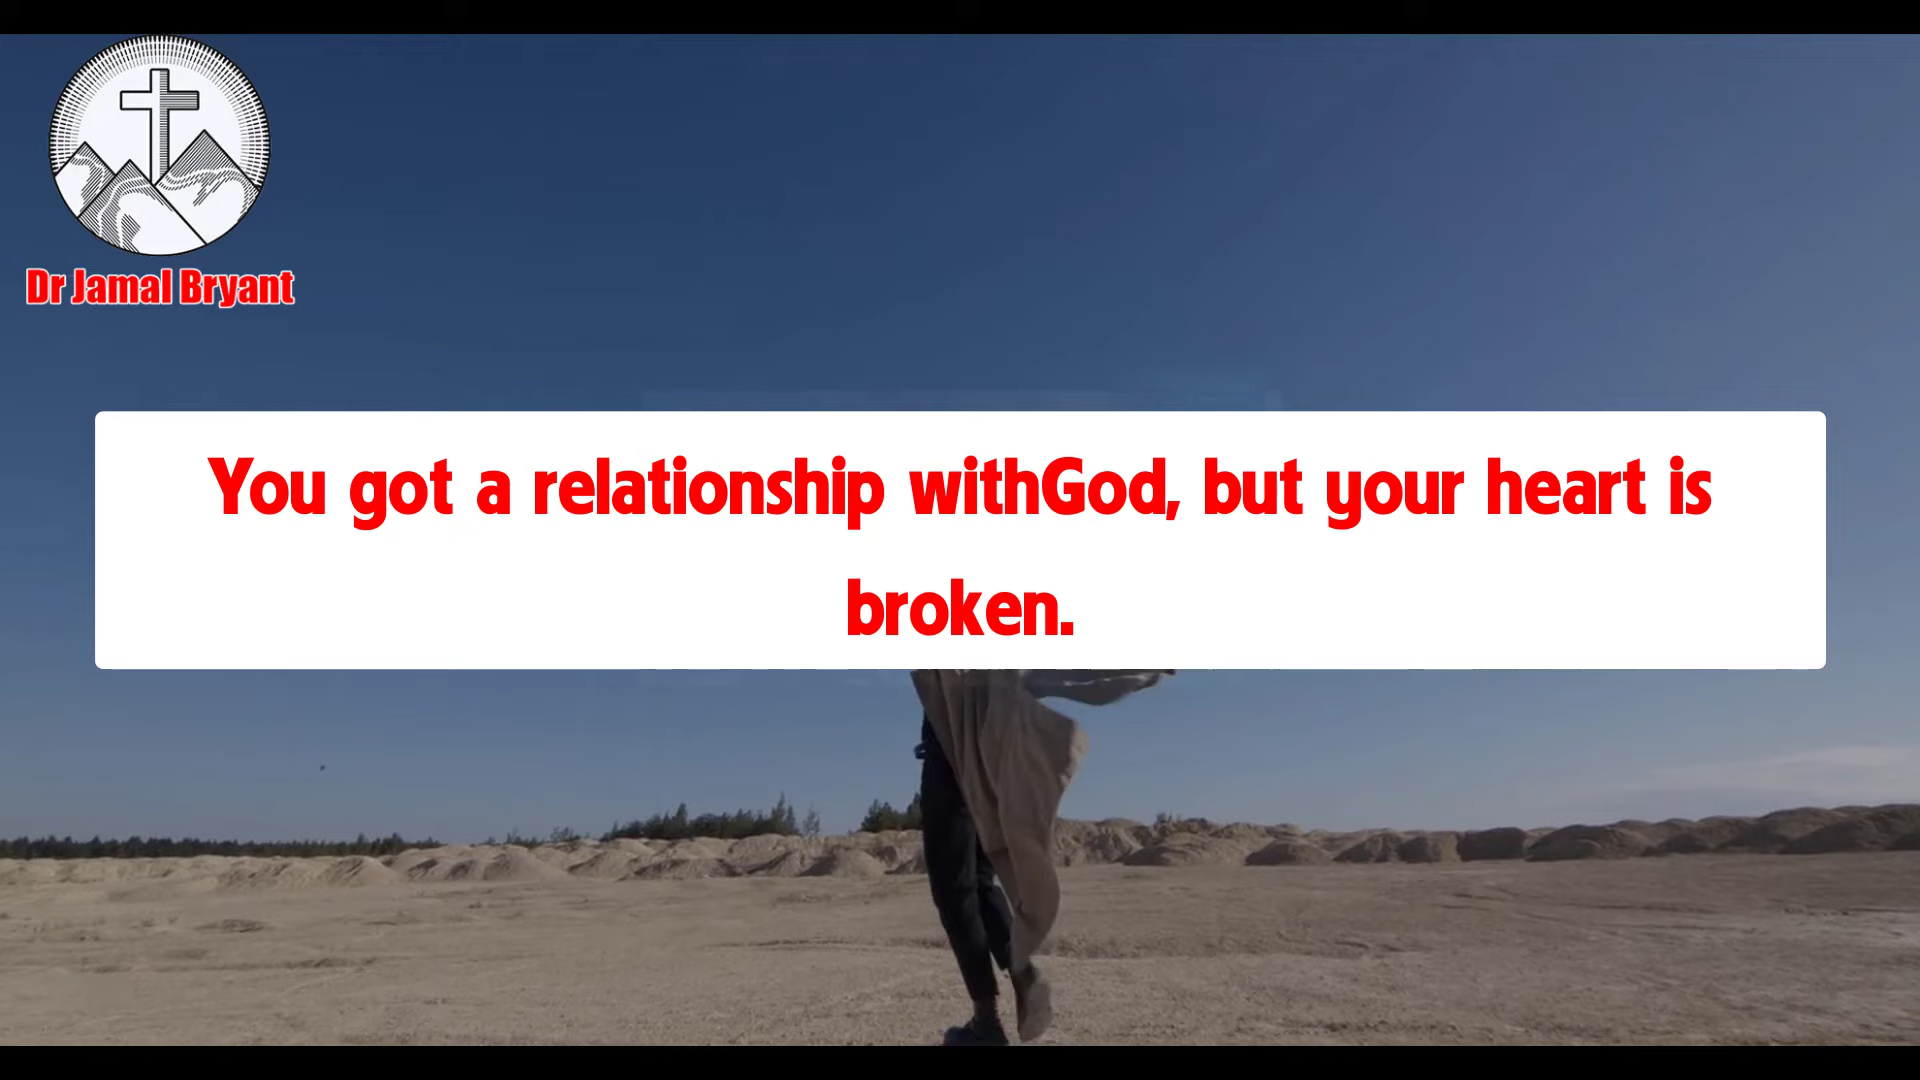 Dr Jamal Bryant
You got a relationship withGod, but your heart is
broken.